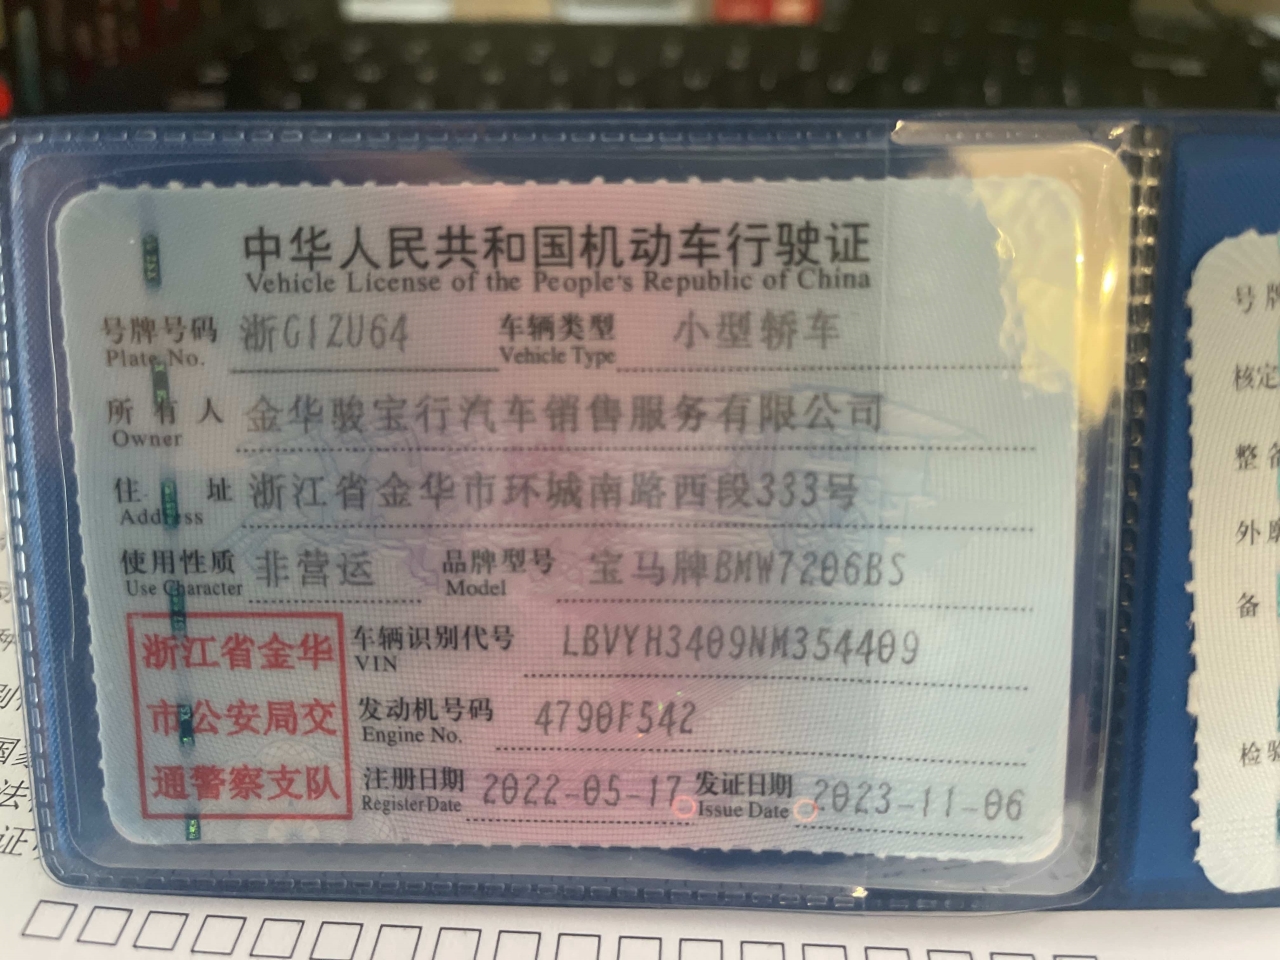 中华人民共和国机动车行驶证
Vehicle License of the People's Republic of China
号牌号码 浙G1ZU64 车辆类型 小型轿车
Plate No. Vehicle Type
所有人 金华骏宝行汽车销售服务有限公司
Owner
住址 浙江省金华市环城南路西段333号
Address
使用性质 非营运 品牌型号 宝马牌BMW7206BS
Use Character Model
浙江省金华
市公安局交
通警察支队
车辆识别代号 LBVYH3409NM354409
VIN
发动机号码 4790F542
Engine No.
注册日期 2022-05-17 发证日期 2023-11-06
Register Date Issue Date
号牌
核定
整备
外
备
检验